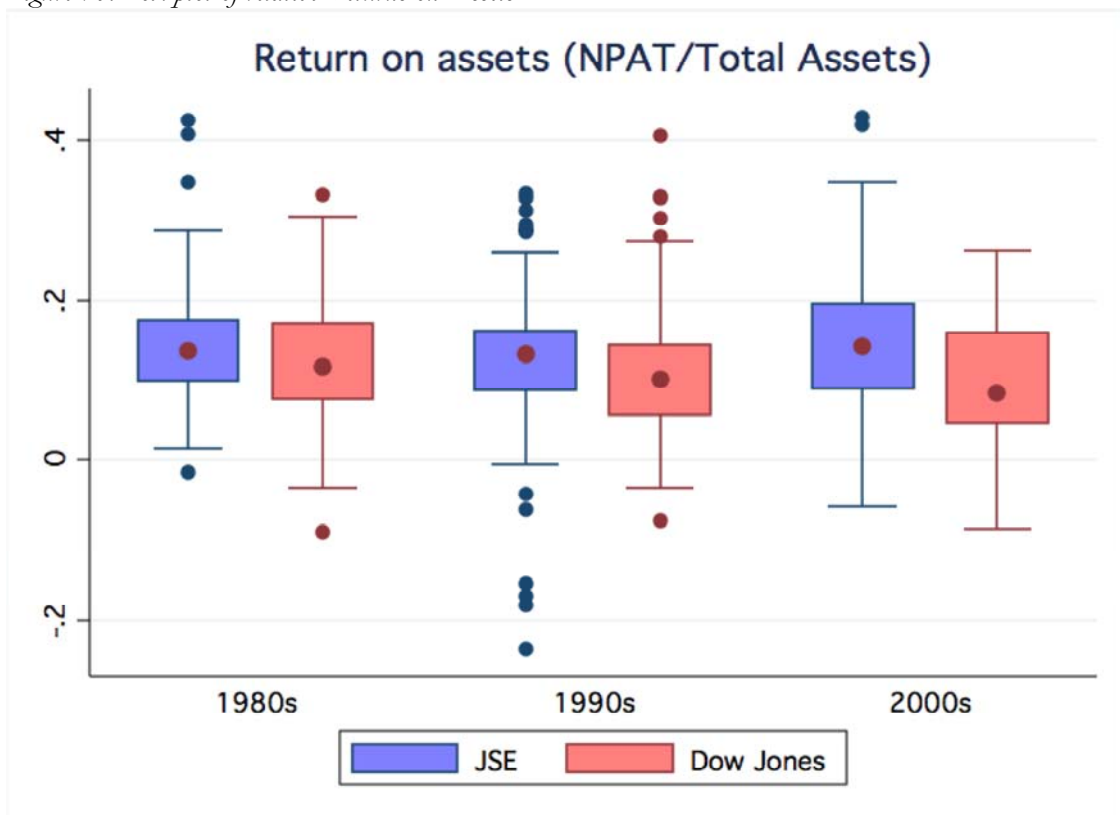 Return on assets (NPAT/Total Assets)
.4
.2
0
-.2
1980s 1990s 2000s
JSE Dow Jones